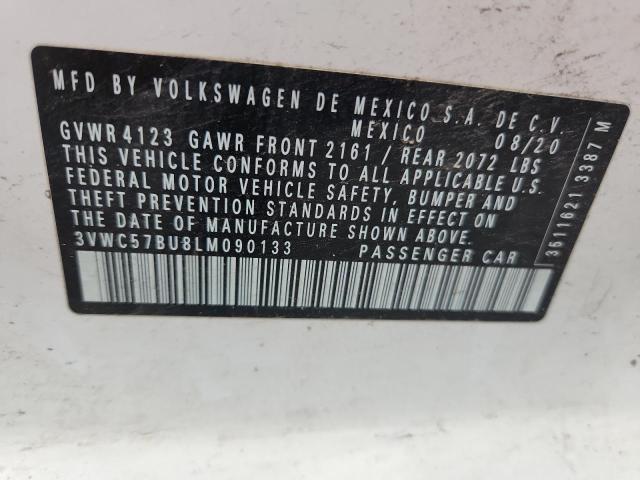 MFD BY VOLKSWAGEN DE MEXICO S.A. DE C.V.
MEXICO 08/20
GVWR 4123 GAWR FRONT 2161 / REAR 2072 LBS
THIS VEHICLE CONFORMS TO ALL APPLICABLE U.S.
FEDERAL MOTOR VEHICLE SAFETY, BUMPER AND
THEFT PREVENTION STANDARDS IN EFFECT ON
THE DATE OF MANUFACTURE SHOWN ABOVE.
3VWC57BU8LM090133 PASSENGER CAR
3511621 3387 M